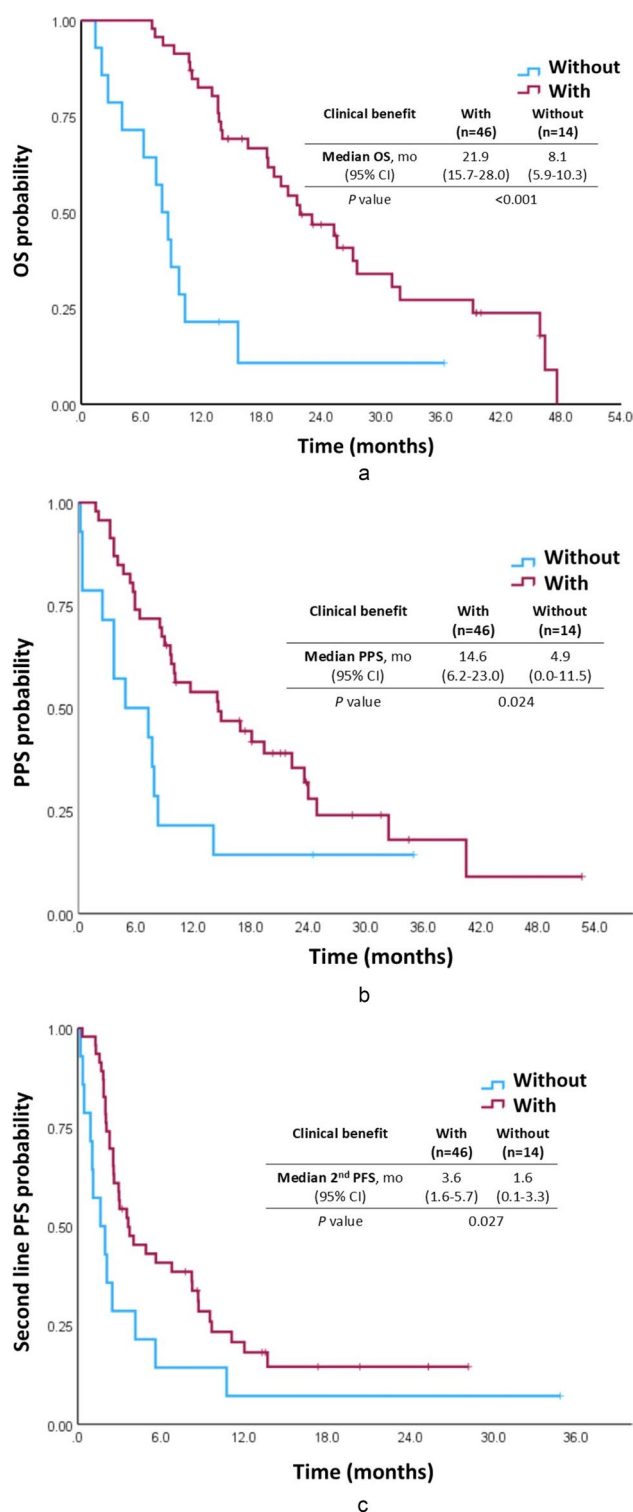 1.00
0.75
0.50
0.25
0.00
OS probability
Without
With
Clinical benefit With Without
(n=46) (n=14)
Median OS, mo 21.9 8.1
(95% CI) (15.7-28.0) (5.9-10.3)
P value <0.001
.0 6.0 12.0 18.0 24.0 30.0 36.0 42.0 48.0 54.0
Time (months)
a
1.00
0.75
0.50
0.25
0.00
PPS probability
Without
With
Clinical benefit With Without
(n=46) (n=14)
Median PPS, mo 14.6 4.9
(95% CI) (6.2-23.0) (0.0-11.5)
P value 0.024
.0 6.0 12.0 18.0 24.0 30.0 36.0 42.0 48.0 54.0
Time (months)
b
1.00
0.75
0.50
0.25
0.00
Second line PFS probability
Without
With
Clinical benefit With Without
(n=46) (n=14)
Median 2nd PFS, mo 3.6 1.6
(95% CI) (1.6-5.7) (0.1-3.3)
P value 0.027
.0 6.0 12.0 18.0 24.0 30.0 36.0
Time (months)
c